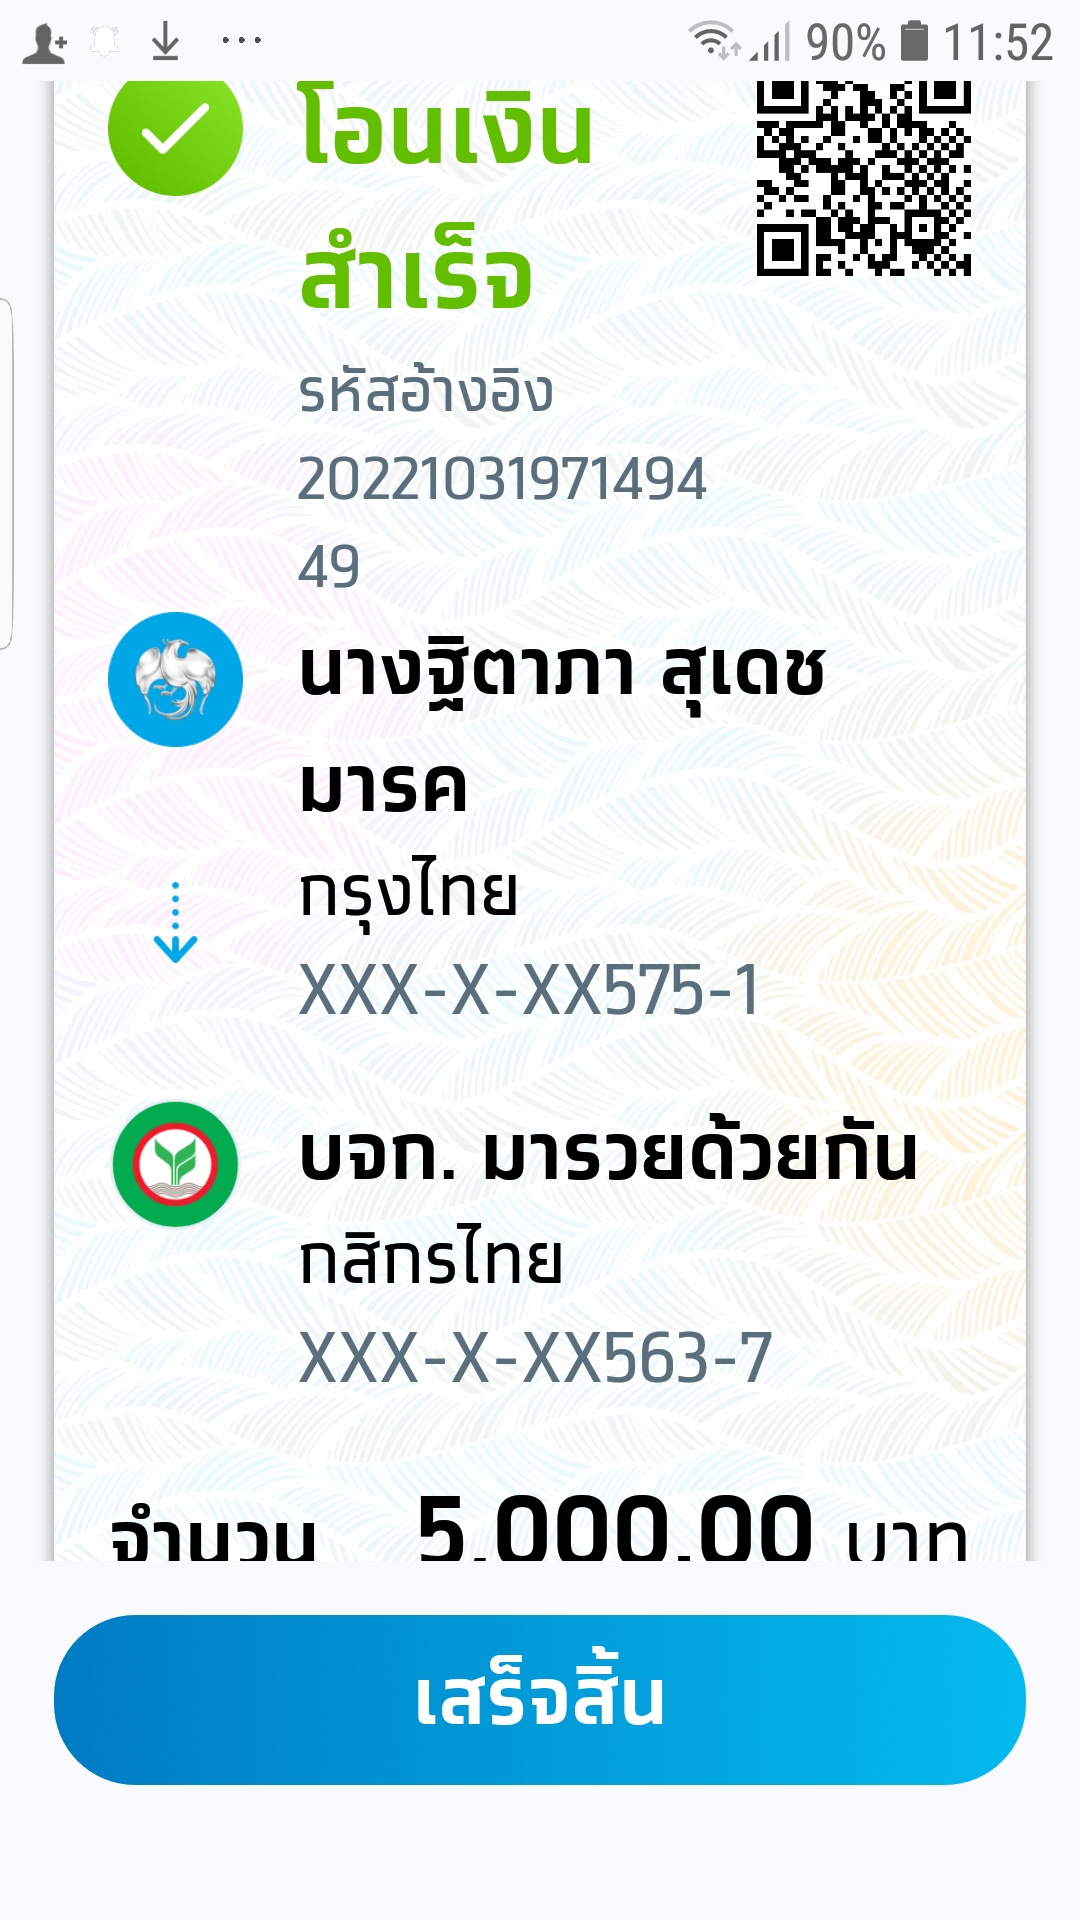 90% 11:52
โอนเงิน
สำเร็จ
รหัสอ้างอิง
20221031971494
49
นางฐิตาภา สุเดช
มารค
กรุงไทย
XXX-X-XX575-1
บจก. มารวยด้วยกัน
กสิกรไทย
XXX-X-XX563-7
จำนวน 5,000.00 บาท
เสร็จสิ้น